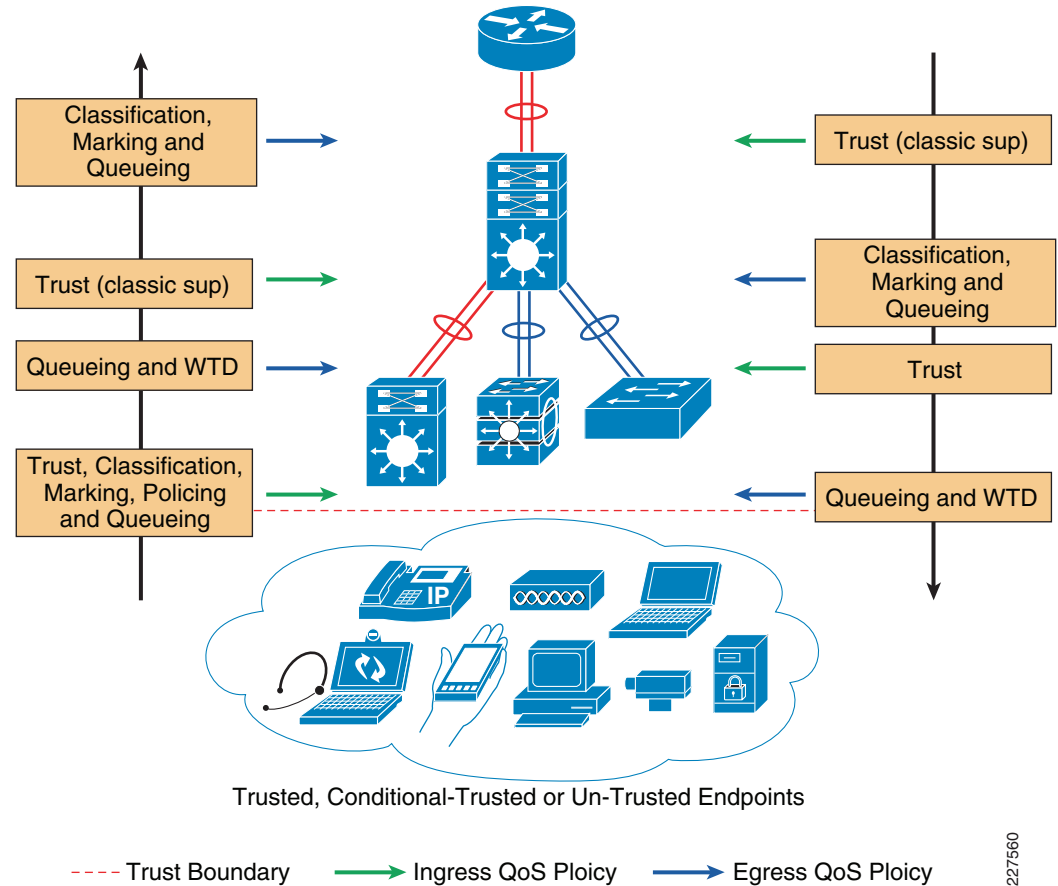 Classification,
Marking and
Queueing
Trust (classic sup)
Trust (classic sup)
Classification,
Marking and
Queueing
Queueing and WTD
Trust
Trust, Classification,
Marking, Policing
and Queueing
Queueing and WTD
IP
Trusted, Conditional-Trusted or Un-Trusted Endpoints
Trust Boundary
Ingress QoS Ploicy
Egress QoS Ploicy
227560